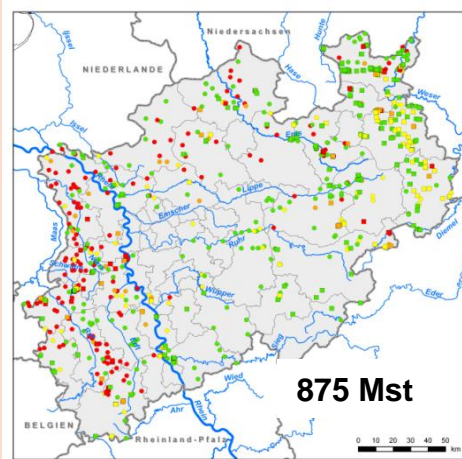 Niedersachsen
NIEDERLANDE
Ijssel
Hase
Hunte
Weser
Issel
Ems
Lippe
Emscher
Ruhr
Diemel
Maas
Eder
Wupper
Sieg
Wied
Ahr
Rhein
BELGIEN
Rheinland-Pfalz
875 Mst
0 10 20 30 40 50
km